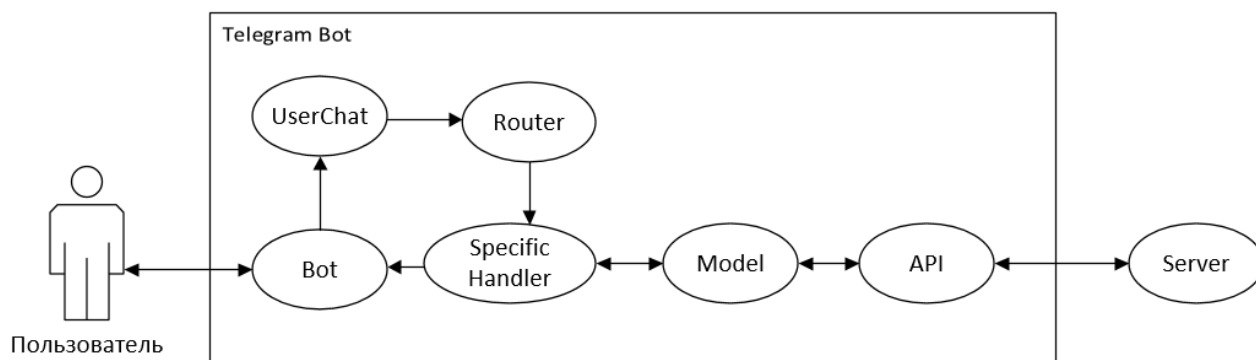 Telegram Bot
UserChat
Router
Bot
Specific
Handler
Model
API
Server
Пользователь